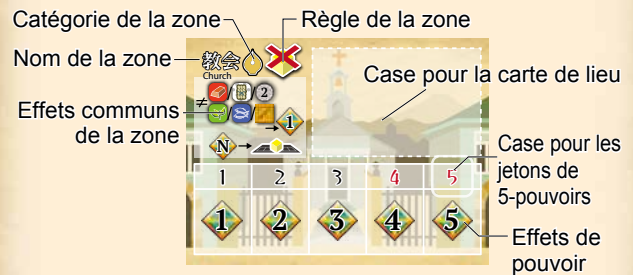 Catégorie de la zone
Règle de la zone
Nom de la zone
教会
Church
Case pour la carte de lieu
≠
2
Effets communs
de la zone
1
N
Case pour les
jetons de
5-pouvoirs
1 2 3 4 5
1 2 3 4 5
Effets de
pouvoir